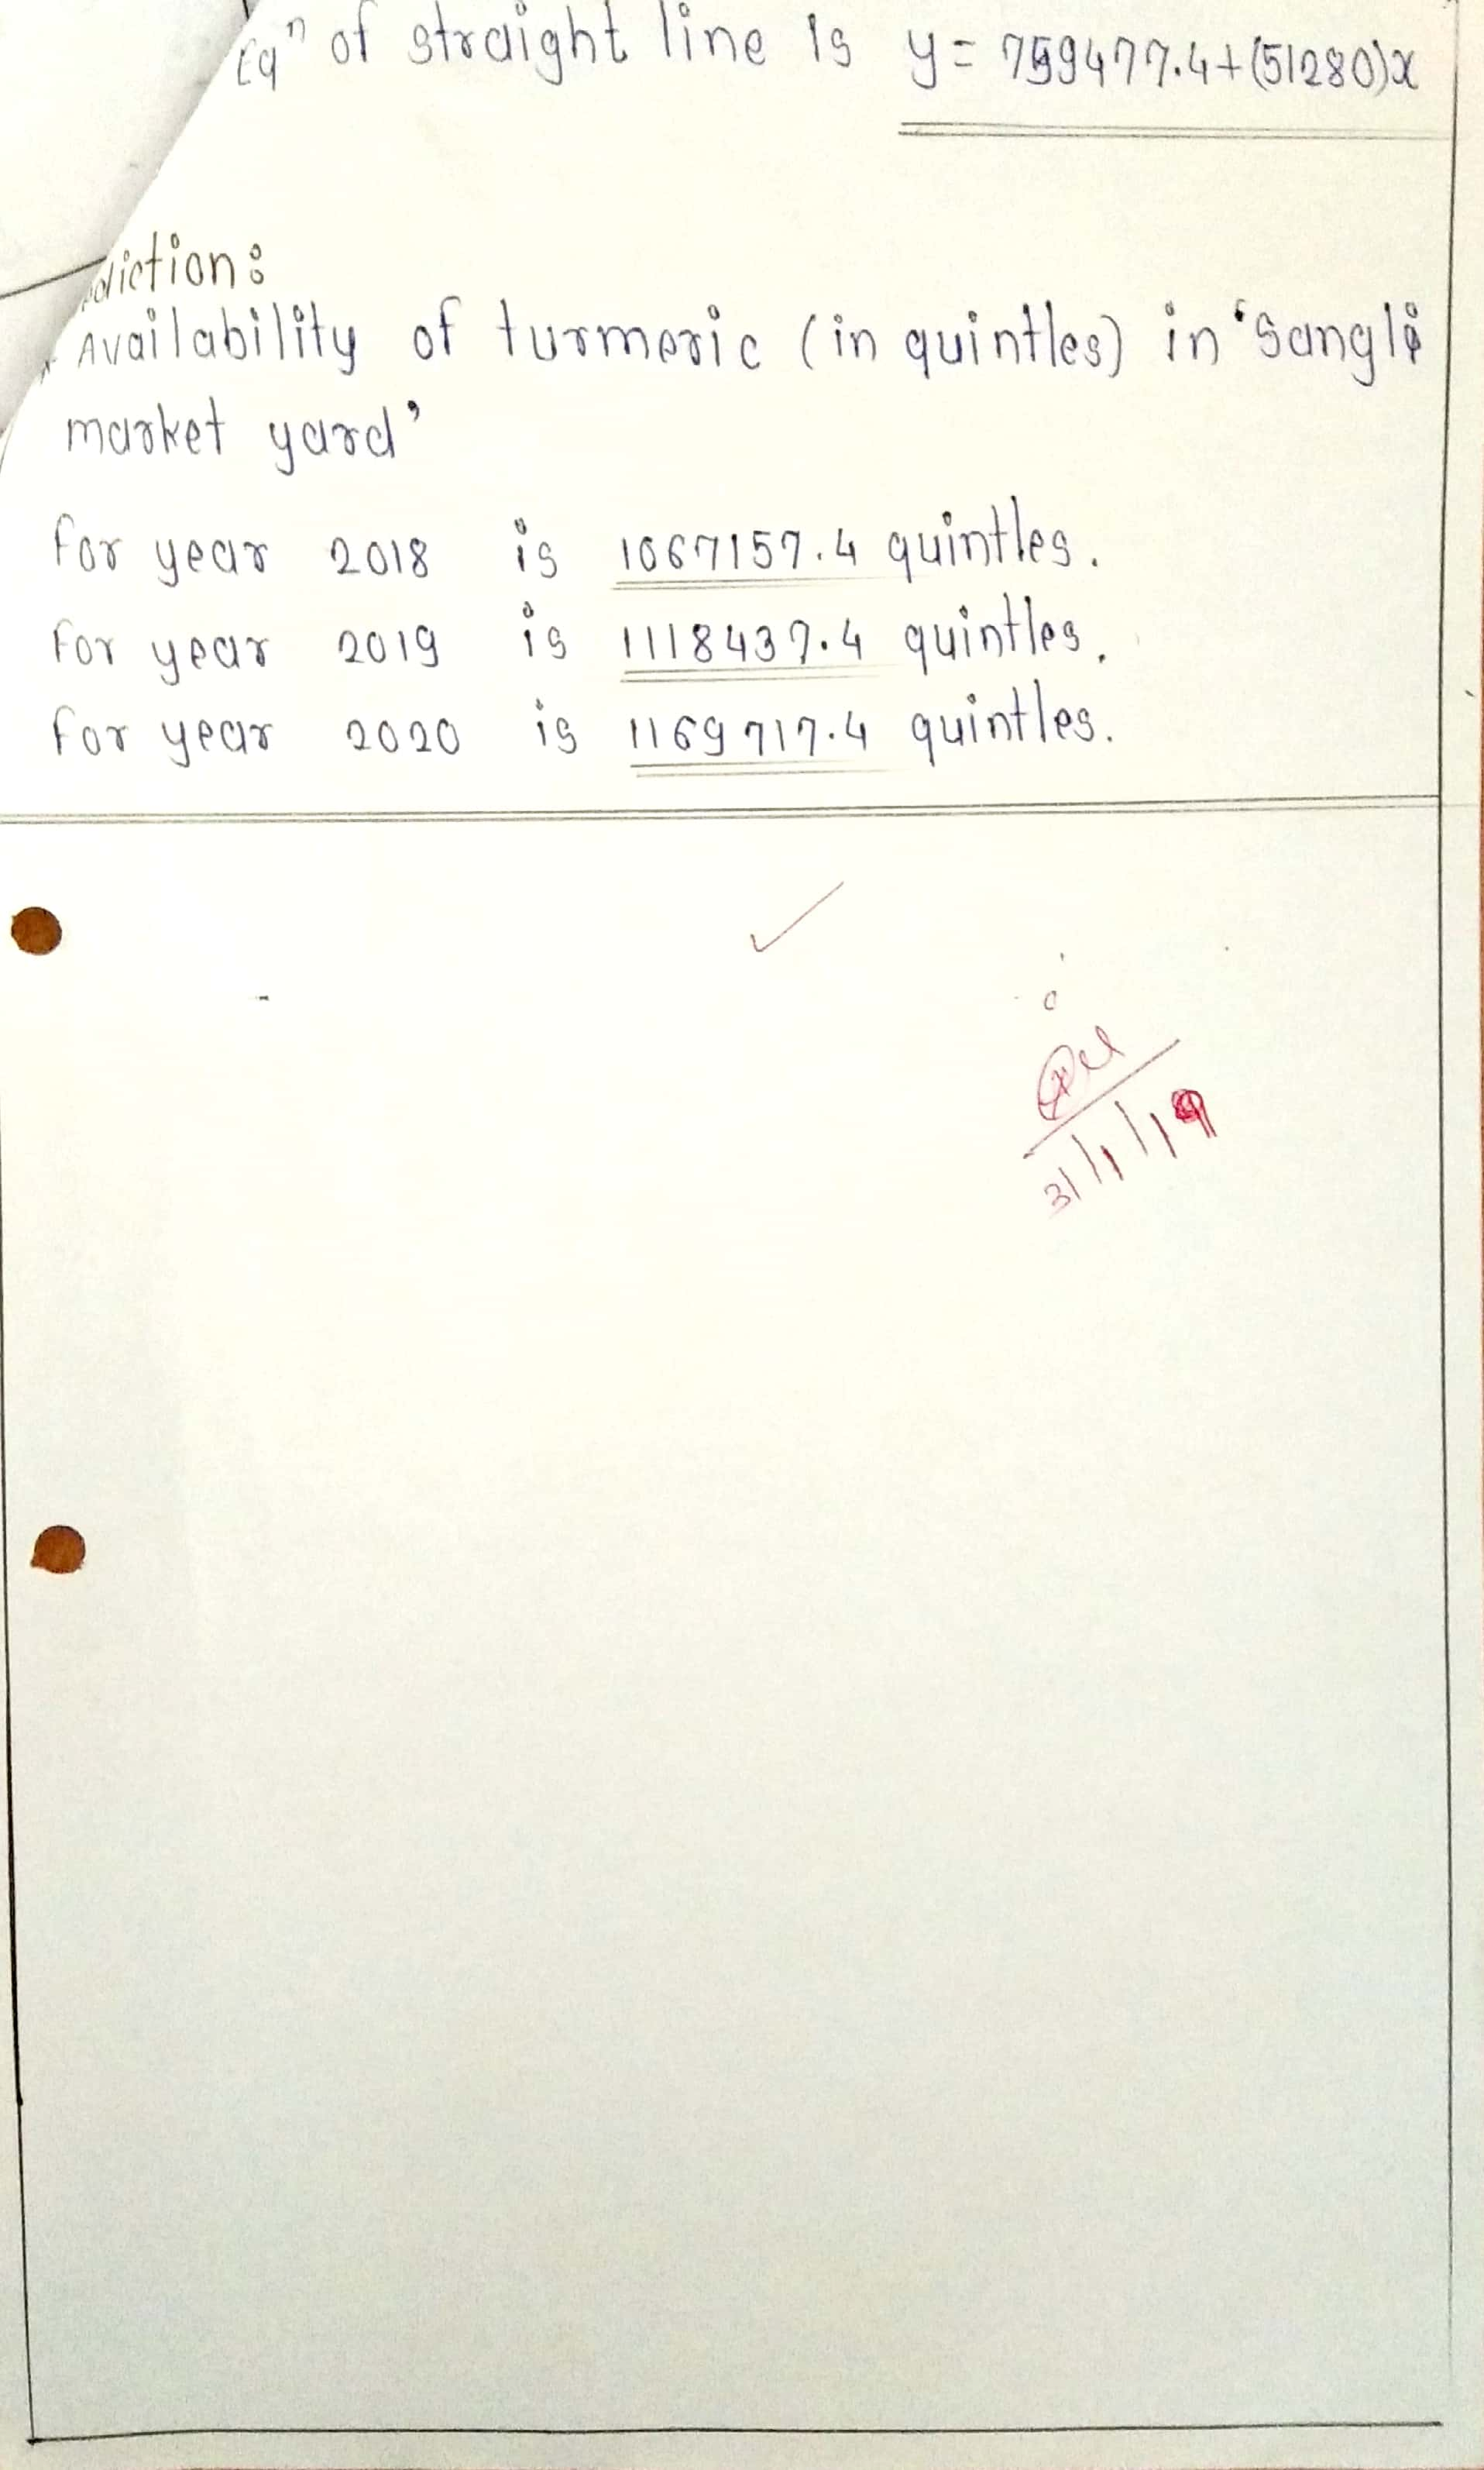 Eqⁿ of straight line is y = 759477.4+(51280)x
diction:
Availability of turmeric (in quintles) in 'Sangli
market yard'
for year 2018 is 1067157.4 quintles.
for year 2019 is 1118437.4 quintles.
for year 2020 is 1169717.4 quintles.
31/1/19